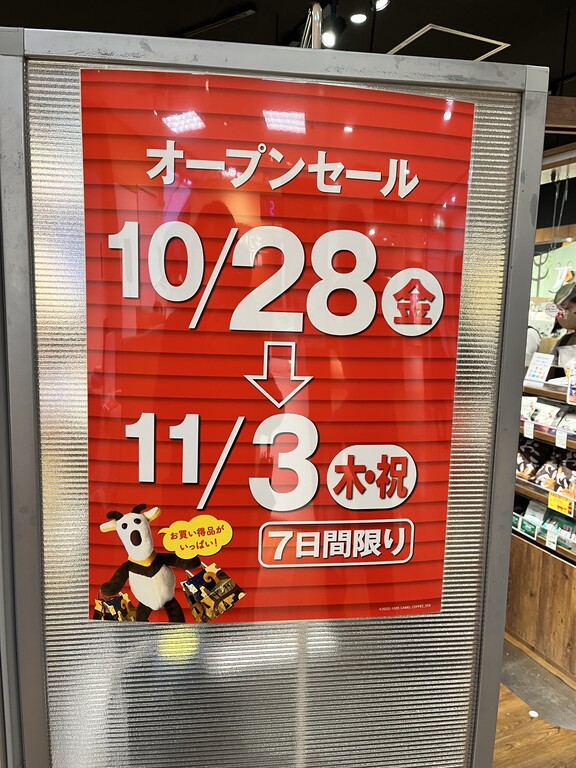 オープンセール
10/28 金
11/3 木・祝
お買い得品が
いっぱい!
7日間限り